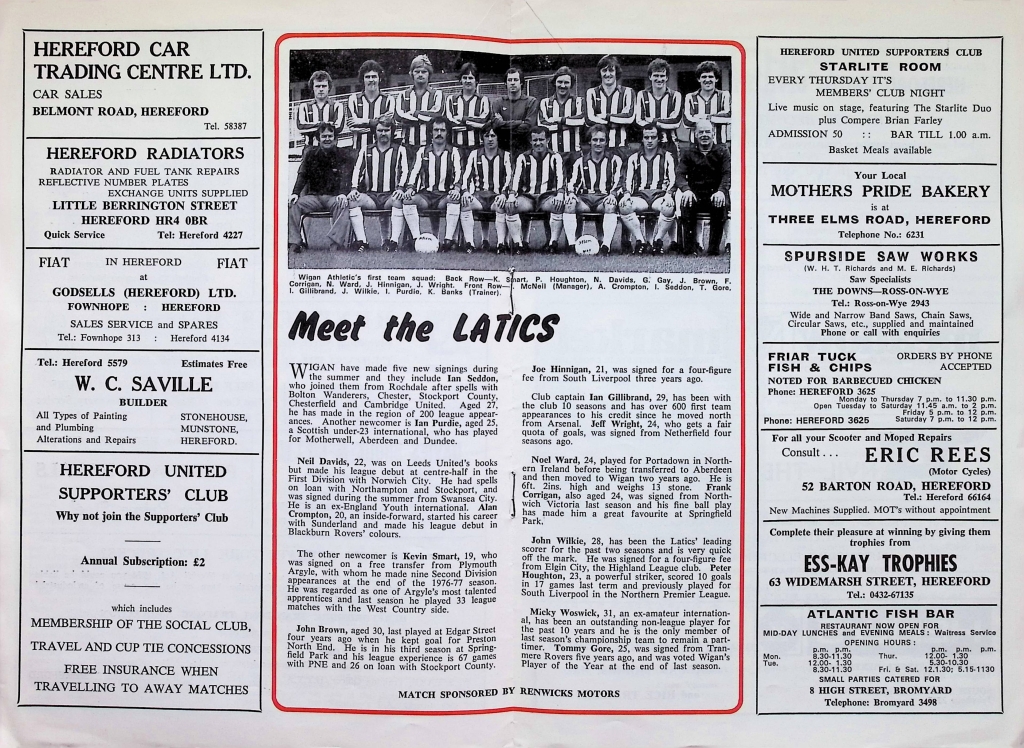 HEREFORD CAR
TRADING CENTRE LTD.
CAR SALES
BELMONT ROAD, HEREFORD
Tel. 58387
HEREFORD RADIATORS
RADIATOR AND FUEL TANK REPAIRS
REFLECTIVE NUMBER PLATES
EXCHANGE UNITS SUPPLIED
LITTLE BERRINGTON STREET
HEREFORD HR4 0BR
Quick Service Tel: Hereford 4227
FIAT IN HEREFORD FIAT
at
GODSELLS (HEREFORD) LTD.
FOWNHOPE : HEREFORD
SALES SERVICE and SPARES
Tel.: Fownhope 313 : Hereford 4134
Tel.: Hereford 5579 Estimates Free
W. C. SAVILLE
BUILDER
All Types of Painting STONEHOUSE,
and Plumbing MUNSTONE,
Alterations and Repairs HEREFORD.
HEREFORD UNITED
SUPPORTERS' CLUB
Why not join the Supporters' Club
Annual Subscription: £2
which includes
MEMBERSHIP OF THE SOCIAL CLUB,
TRAVEL AND CUP TIE CONCESSIONS
FREE INSURANCE WHEN
TRAVELLING TO AWAY MATCHES
Wigan Athletic's first team squad: Back Row—K. Smart, P. Houghton, N. Davids, G. Gay, J. Brown, F.
Corrigan, N. Ward, J. Hinnigan, J. Wright. Front Row— McNeil (Manager), A. Crompton, I. Seddon, T. Gore,
I. Gillibrand, J. Wilkie, I. Purdie, K. Banks (Trainer).
Meet the LATICS
WIGAN have made five new signings during
the summer and they include Ian Seddon,
who joined them from Rochdale after spells with
Bolton Wanderers, Chester, Stockport County,
Chesterfield and Cambridge United. Aged 27,
he has made in the region of 200 league appear-
ances. Another newcomer is Ian Purdie, aged 25,
a Scottish under-23 international, who has played
for Motherwell, Aberdeen and Dundee.
Neil Davids, 22, was on Leeds United's books
but made his league debut at centre-half in the
First Division with Norwich City. He had spells
on loan with Northampton and Stockport, and
was signed during the summer from Swansea City.
He is an ex-England Youth international. Alan
Crompton, 20, an inside-forward, started his career
with Sunderland and made his league debut in
Blackburn Rovers' colours.
The other newcomer is Kevin Smart, 19, who
was signed on a free transfer from Plymouth
Argyle, with whom he made nine Second Division
appearances at the end of the 1976-77 season.
He was regarded as one of Argyle's most talented
apprentices and last season he played 33 league
matches with the West Country side.
John Brown, aged 30, last played at Edgar Street
four years ago when he kept goal for Preston
North End. He is in his third season at Spring-
field Park and his league experience is 67 games
with PNE and 26 on loan with Stockport County.
Joe Hinnigan, 21, was signed for a four-figure
fee from South Liverpool three years ago.
Club captain Ian Gillibrand, 29, has been with
the club 10 seasons and has over 600 first team
appearances to his credit since he moved north
from Arsenal. Jeff Wright, 24, who gets a fair
quota of goals, was signed from Netherfield four
seasons ago.
Noel Ward, 24, played for Portadown in North-
ern Ireland before being transferred to Aberdeen
and then moved to Wigan two years ago. He is
6ft. 2ins. high and weighs 13 stone. Frank
Corrigan, also aged 24, was signed from North-
wich Victoria last season and his fine ball play
has made him a great favourite at Springfield
Park.
John Wilkie, 28, has been the Latics' leading
scorer for the past two seasons and is very quick
off the mark. He was signed for a four-figure fee
from Elgin City, the Highland League club. Peter
Houghton, 23, a powerful striker, scored 10 goals
in 17 games last term and previously played for
South Liverpool in the Northern Premier League.
Micky Woswick, 31, an ex-amateur internation-
al, has been an outstanding non-league player for
the past 10 years and he is the only member of
last season's championship team to remain a part-
timer. Tommy Gore, 25, was signed from Tran-
mere Rovers five years ago, and was voted Wigan's
Player of the Year at the end of last season.
MATCH SPONSORED BY RENWICKS MOTORS
HEREFORD UNITED SUPPORTERS CLUB
STARLITE ROOM
EVERY THURSDAY IT'S
MEMBERS' CLUB NIGHT
Live music on stage, featuring The Starlite Duo
plus Compere Brian Farley
ADMISSION 50 :: BAR TILL 1.00 a.m.
Basket Meals available
Your Local
MOTHERS PRIDE BAKERY
is at
THREE ELMS ROAD, HEREFORD
Telephone No.: 6231
SPURSIDE SAW WORKS
(W. H. T. Richards and M. E. Richards)
Saw Specialists
THE DOWNS—ROSS-ON-WYE
Tel.: Ross-on-Wye 2943
Wide and Narrow Band Saws, Chain Saws,
Circular Saws, etc., supplied and maintained
Phone or call with enquiries
FRIAR TUCK ORDERS BY PHONE
FISH & CHIPS ACCEPTED
NOTED FOR BARBECUED CHICKEN
Phone: HEREFORD 3625
Monday to Thursday 7 p.m. to 11.30 p.m.
Open Tuesday to Saturday 11.45 a.m. to 2 p.m.
Friday 5 p.m. to 12 p.m.
Phone: HEREFORD 3625 Saturday 7 p.m. to 12 p.m.
For all your Scooter and Moped Repairs
Consult . . . ERIC REES
(Motor Cycles)
52 BARTON ROAD, HEREFORD
Tel.: Hereford 66164
New Machines Supplied. MOT's without appointment
Complete their pleasure at winning by giving them
trophies from
ESS-KAY TROPHIES
63 WIDEMARSH STREET, HEREFORD
Tel.: 0432-67135
ATLANTIC FISH BAR
RESTAURANT NOW OPEN FOR
MID-DAY LUNCHES and EVENING MEALS: Waitress Service
OPENING HOURS:
p.m. p.m. p.m. p.m.
Mon. 8.30-11.30 Thur. 12.00- 1.30
Tue. 12.00- 1.30 5.30-10.30
8.30-11.30 Fri. & Sat. 12.1.30; 5.15-1130
SMALL PARTIES CATERED FOR
8 HIGH STREET, BROMYARD
Telephone: Bromyard 3498